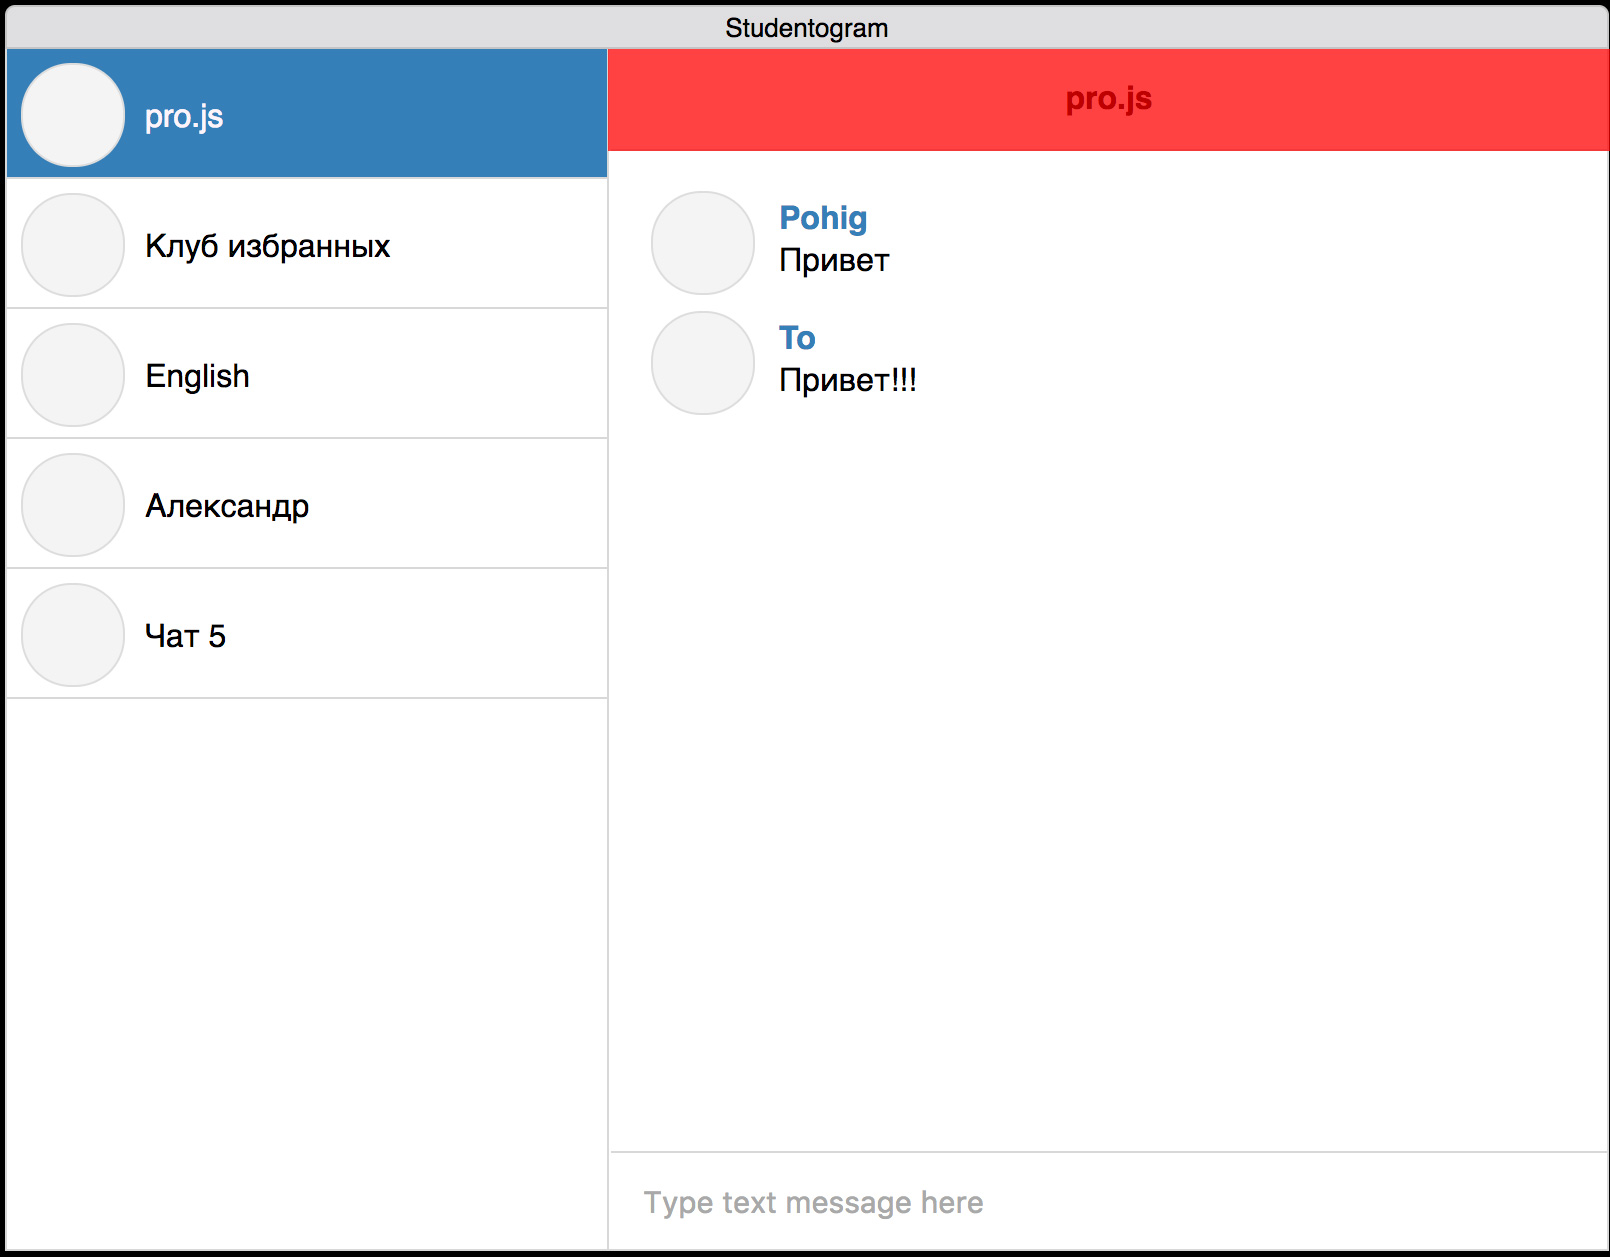 Studentogram
pro.js
Клуб избранных
English
Александр
Чат 5
pro.js
Pohig
Привет
To
Привет!!!
Type text message here